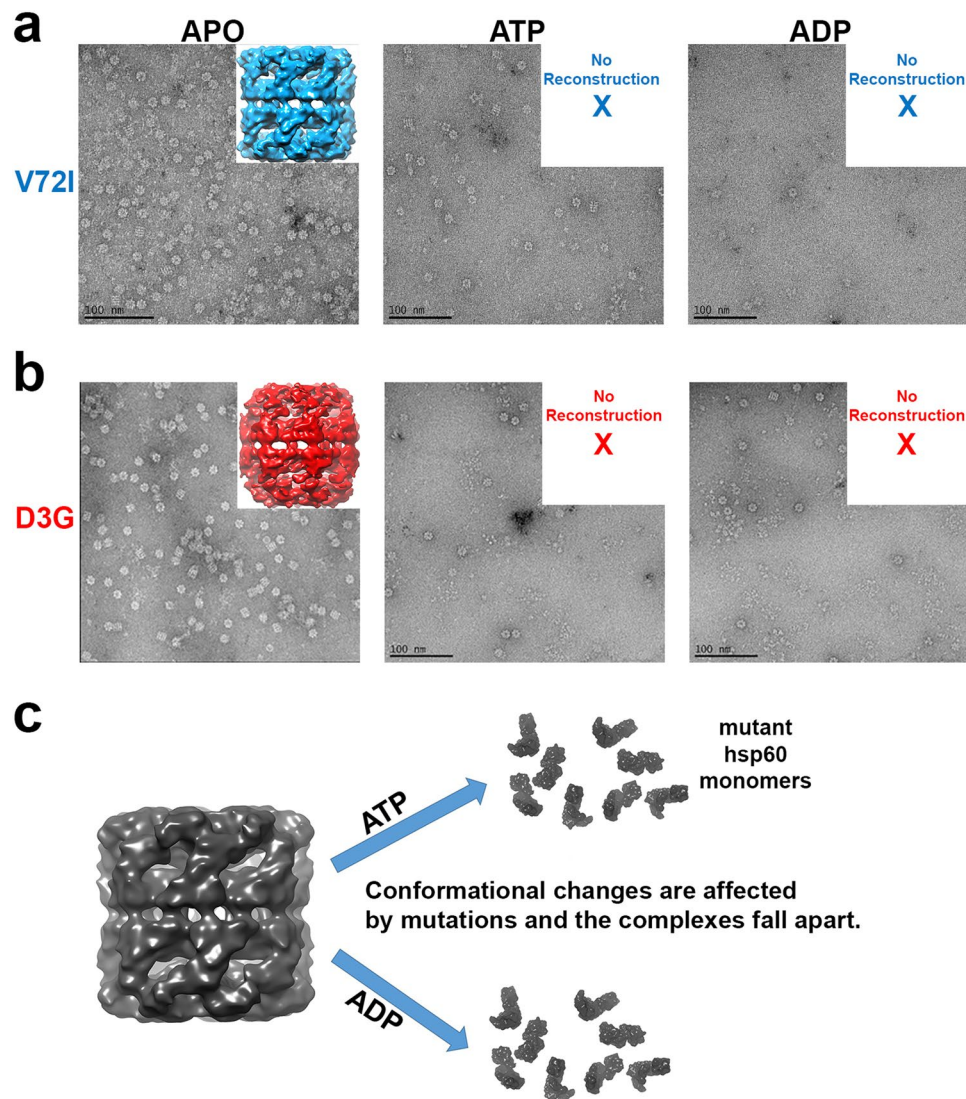 a
APO
ATP
ADP
V72I
No
Reconstruction
X
No
Reconstruction
X
100 nm
100 nm
100 nm
b
D3G
No
Reconstruction
X
No
Reconstruction
X
100 nm
100 nm
c
ATP
mutant
hsp60
monomers
Conformational changes are affected
by mutations and the complexes fall apart.
ADP